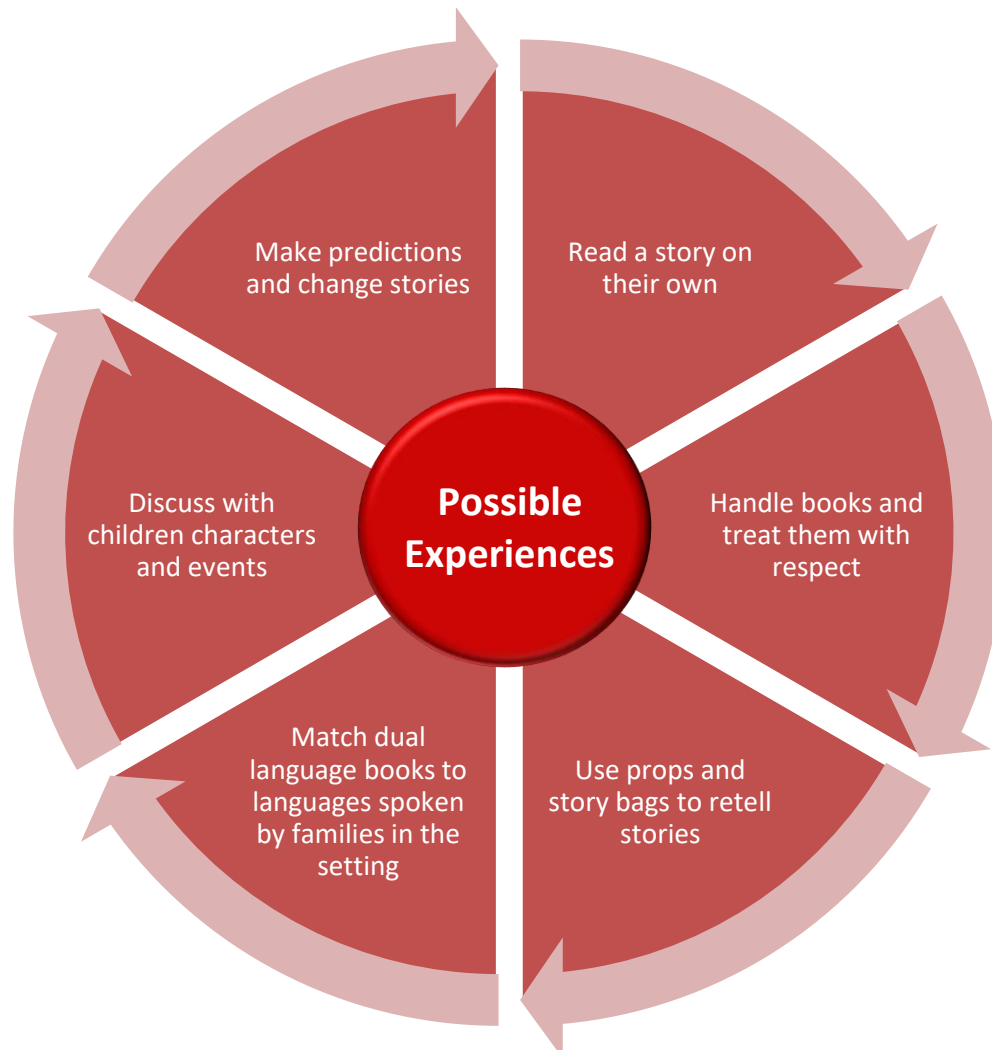 Possible
Experiences
Read a story on
their own
Handle books and
treat them with
respect
Use props and
story bags to retell
stories
Match dual
language books to
languages spoken
by families in the
setting
Discuss with
children characters
and events
Make predictions
and change stories